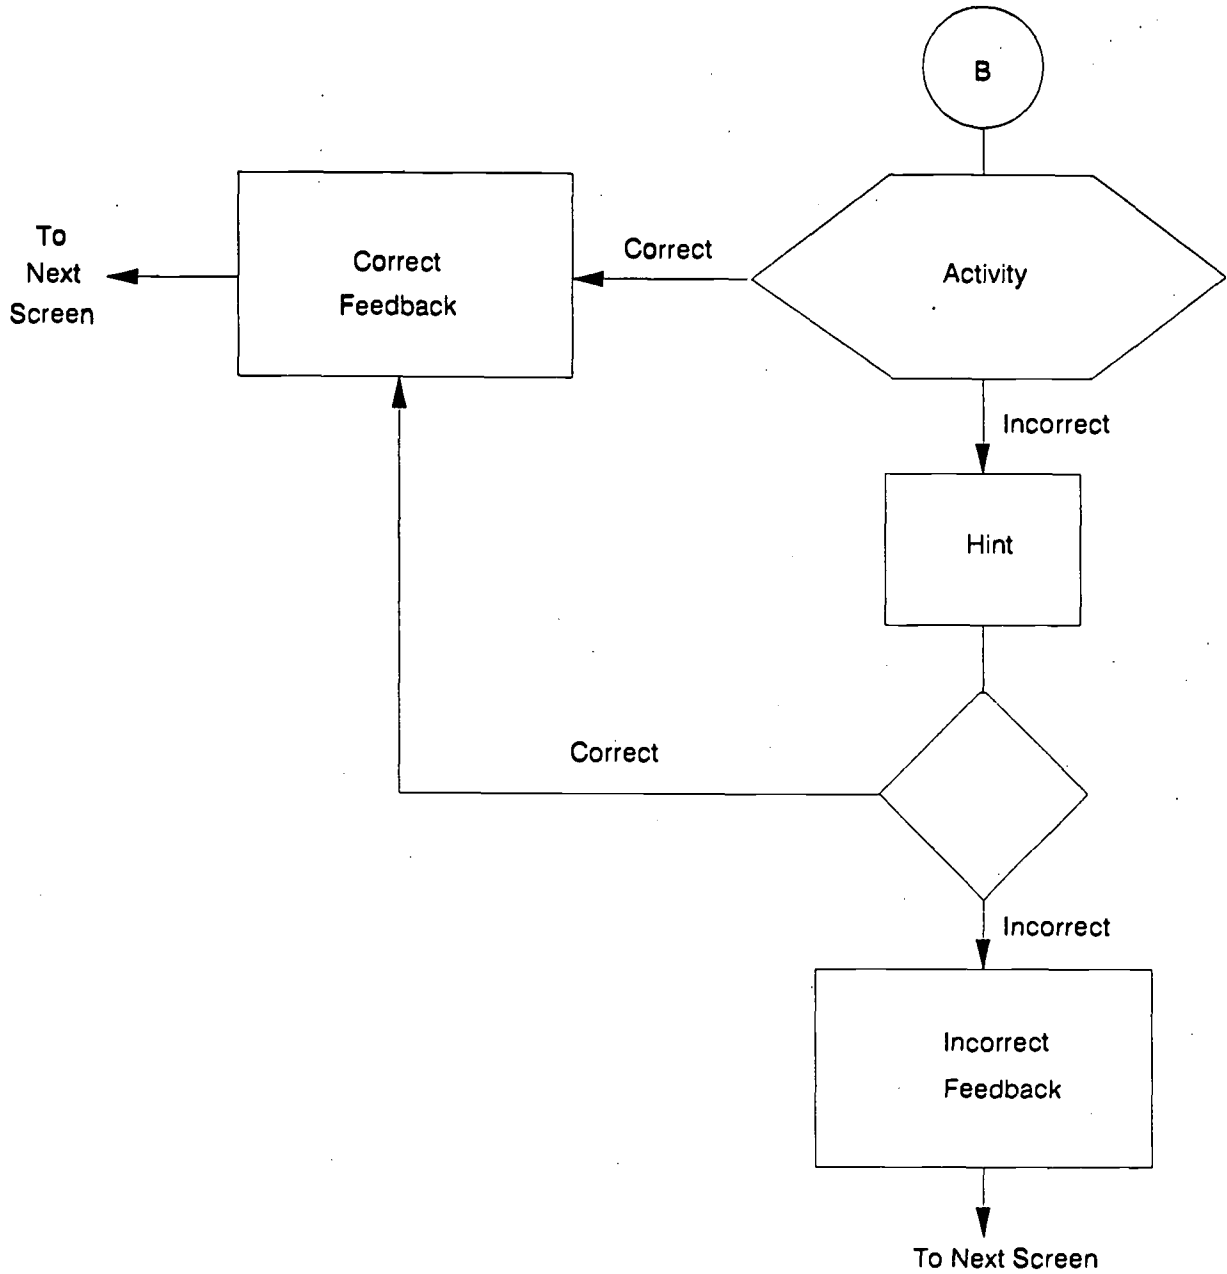 B
To
Next
Screen
Correct
Feedback
Correct
Activity
Incorrect
Hint
Correct
Incorrect
Incorrect
Feedback
To Next Screen